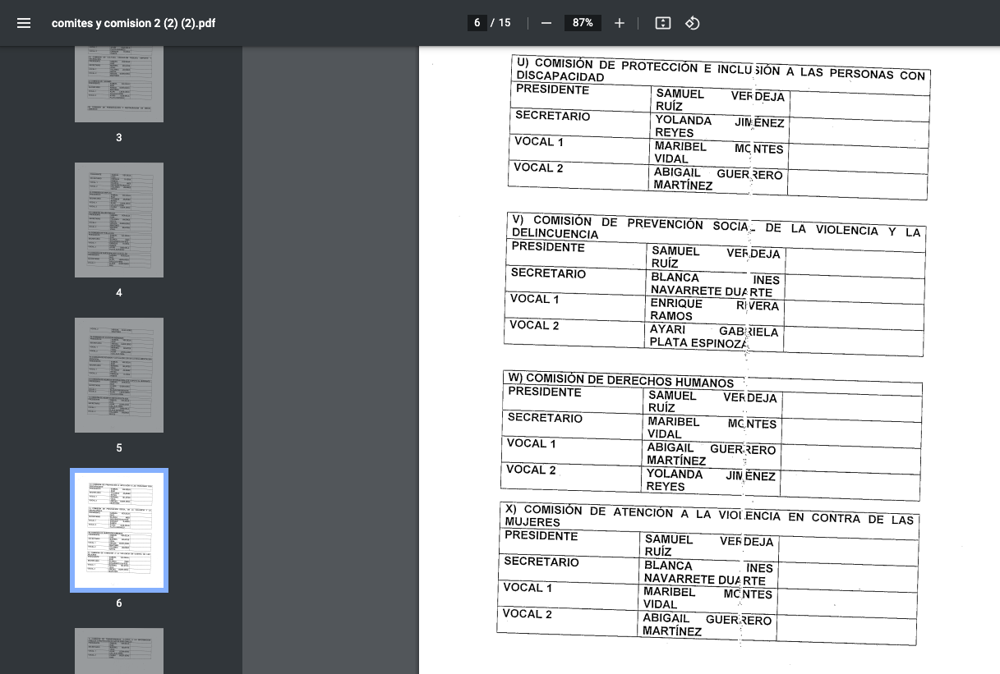 comites y comision 2 (2) (2).pdf
6 / 15
87%
3
4
5
6
U) COMISIÓN DE PROTECCIÓN E INCLUSIÓN A LAS PERSONAS CON
DISCAPACIDAD
PRESIDENTE
SAMUEL VERDEJA
RUÍZ
SECRETARIO
YOLANDA JIMÉNEZ
REYES
VOCAL 1
MARIBEL MONTES
VIDAL
VOCAL 2
ABIGAIL GUERRERO
MARTÍNEZ
V) COMISIÓN DE PREVENCIÓN SOCIAL DE LA VIOLENCIA Y LA
DELINCUENCIA
PRESIDENTE
SAMUEL VERDEJA
RUÍZ
SECRETARIO
BLANCA INES
NAVARRETE DUARTE
VOCAL 1
ENRIQUE RIVERA
RAMOS
VOCAL 2
AYARI GABRIELA
PLATA ESPINOZA
W) COMISIÓN DE DERECHOS HUMANOS
PRESIDENTE
SAMUEL VERDEJA
RUÍZ
SECRETARIO
MARIBEL MONTES
VIDAL
VOCAL 1
ABIGAIL GUERRERO
MARTÍNEZ
VOCAL 2
YOLANDA JIMÉNEZ
REYES
X) COMISIÓN DE ATENCIÓN A LA VIOLENCIA EN CONTRA DE LAS
MUJERES
PRESIDENTE
SAMUEL VERDEJA
RUÍZ
SECRETARIO
BLANCA INES
NAVARRETE DUARTE
VOCAL 1
MARIBEL MONTES
VIDAL
VOCAL 2
ABIGAIL GUERRERO
MARTÍNEZ